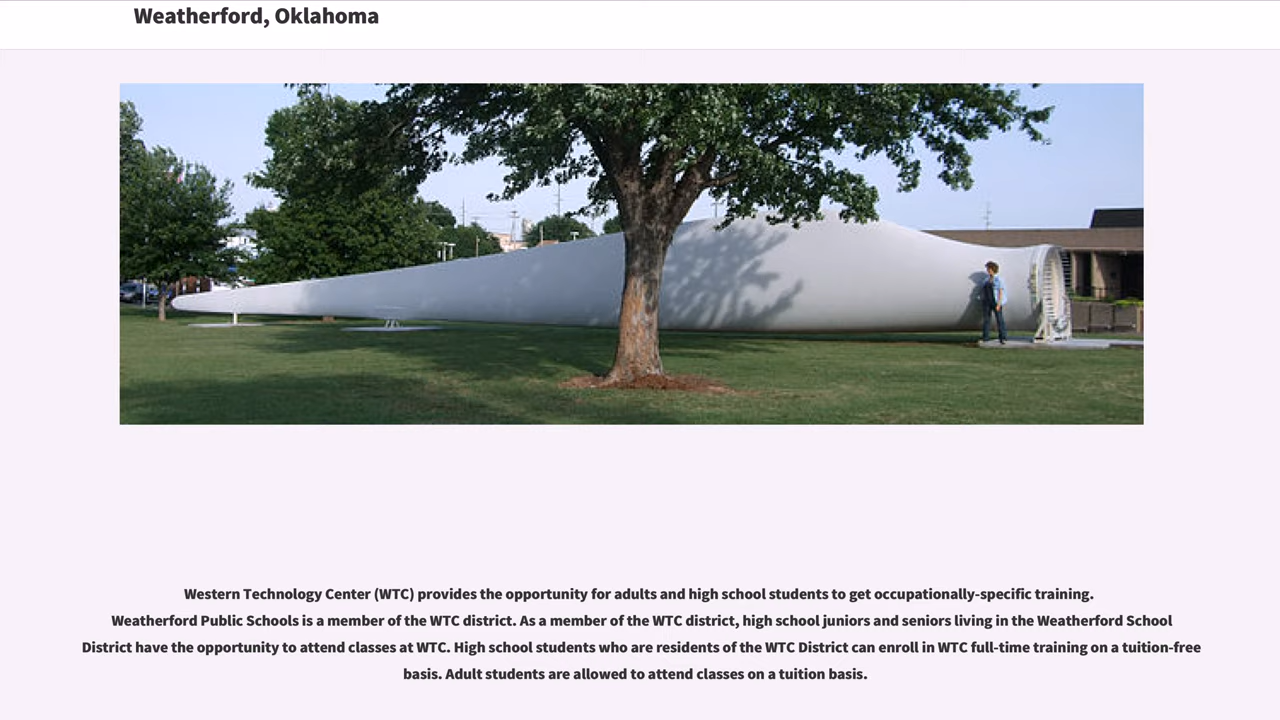 Weatherford, Oklahoma
Western Technology Center (WTC) provides the opportunity for adults and high school students to get occupationally-specific training.
Weatherford Public Schools is a member of the WTC district. As a member of the WTC district, high school juniors and seniors living in the Weatherford School
District have the opportunity to attend classes at WTC. High school students who are residents of the WTC District can enroll in WTC full-time training on a tuition-free
basis. Adult students are allowed to attend classes on a tuition basis.